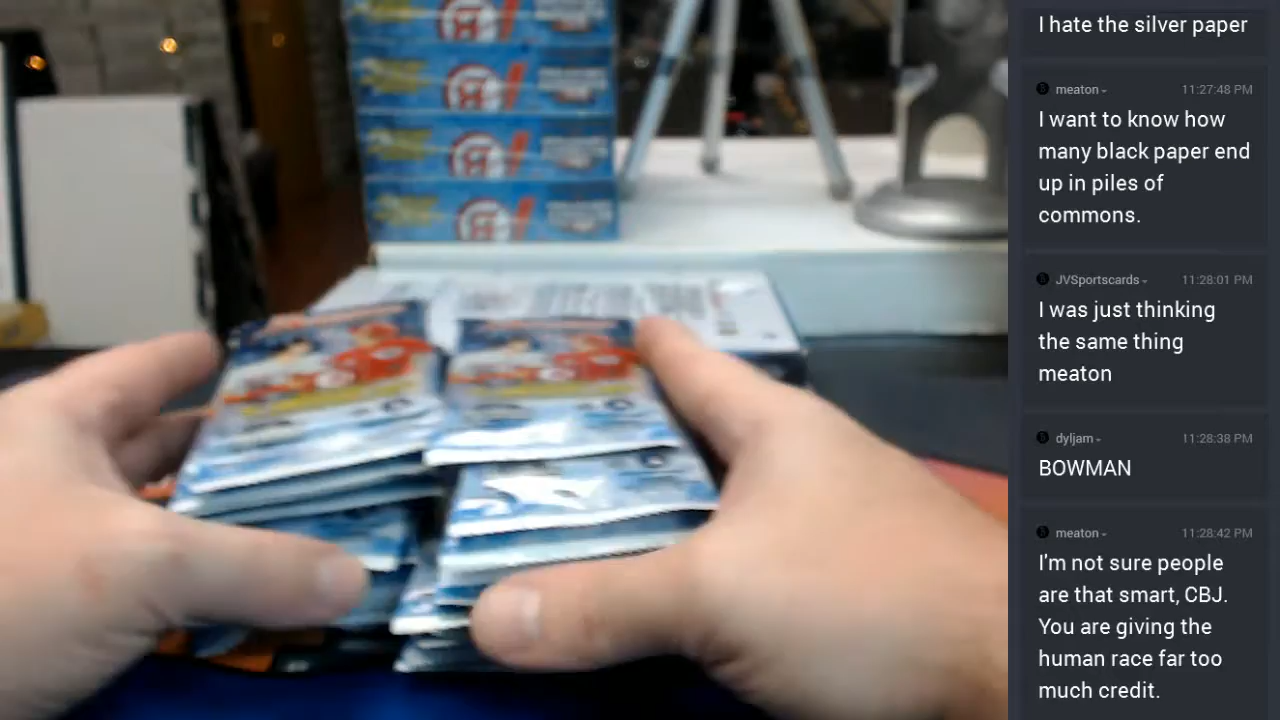 I hate the silver paper
meaton
11:27:48 PM
I want to know how
many black paper end
up in piles of
commons.
JVSportscards
11:28:01 PM
I was just thinking
the same thing
meaton
dyljam
11:28:38 PM
BOWMAN
meaton
11:28:42 PM
I'm not sure people
are that smart, CBJ.
You are giving the
human race far too
much credit.